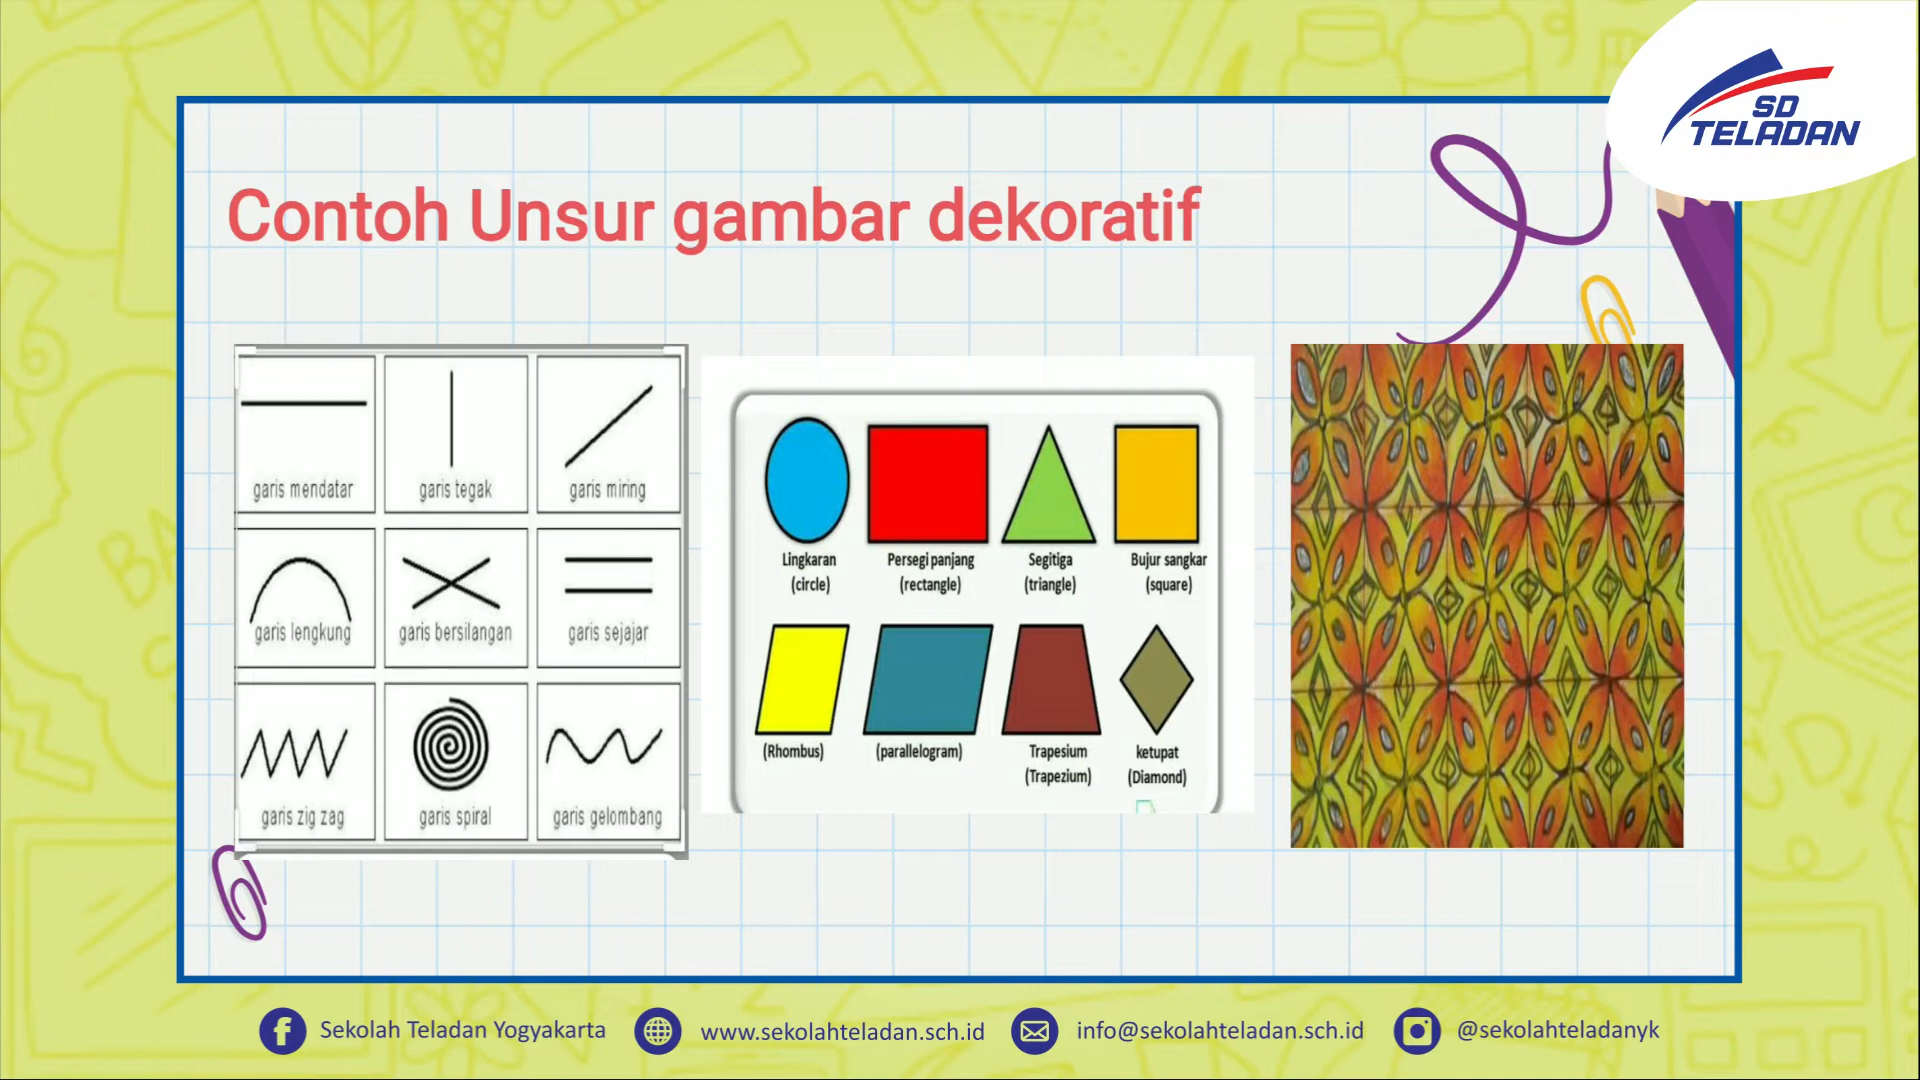 SD
TELADAN
Contoh Unsur gambar dekoratif
garis mendatar
garis tegak
garis miring
garis lengkung
garis bersilangan
garis sejajar
garis zig zag
garis spiral
garis gelombang
Lingkaran
(circle)
Persegi panjang
(rectangle)
Segitiga
(triangle)
Bujur sangkar
(square)
(Rhombus)
(parallelogram)
Trapesium
(Trapezium)
ketupat
(Diamond)
Sekolah Teladan Yogyakarta
www.sekolahteladan.sch.id
info@sekolahteladan.sch.id
@sekolahteladanyk